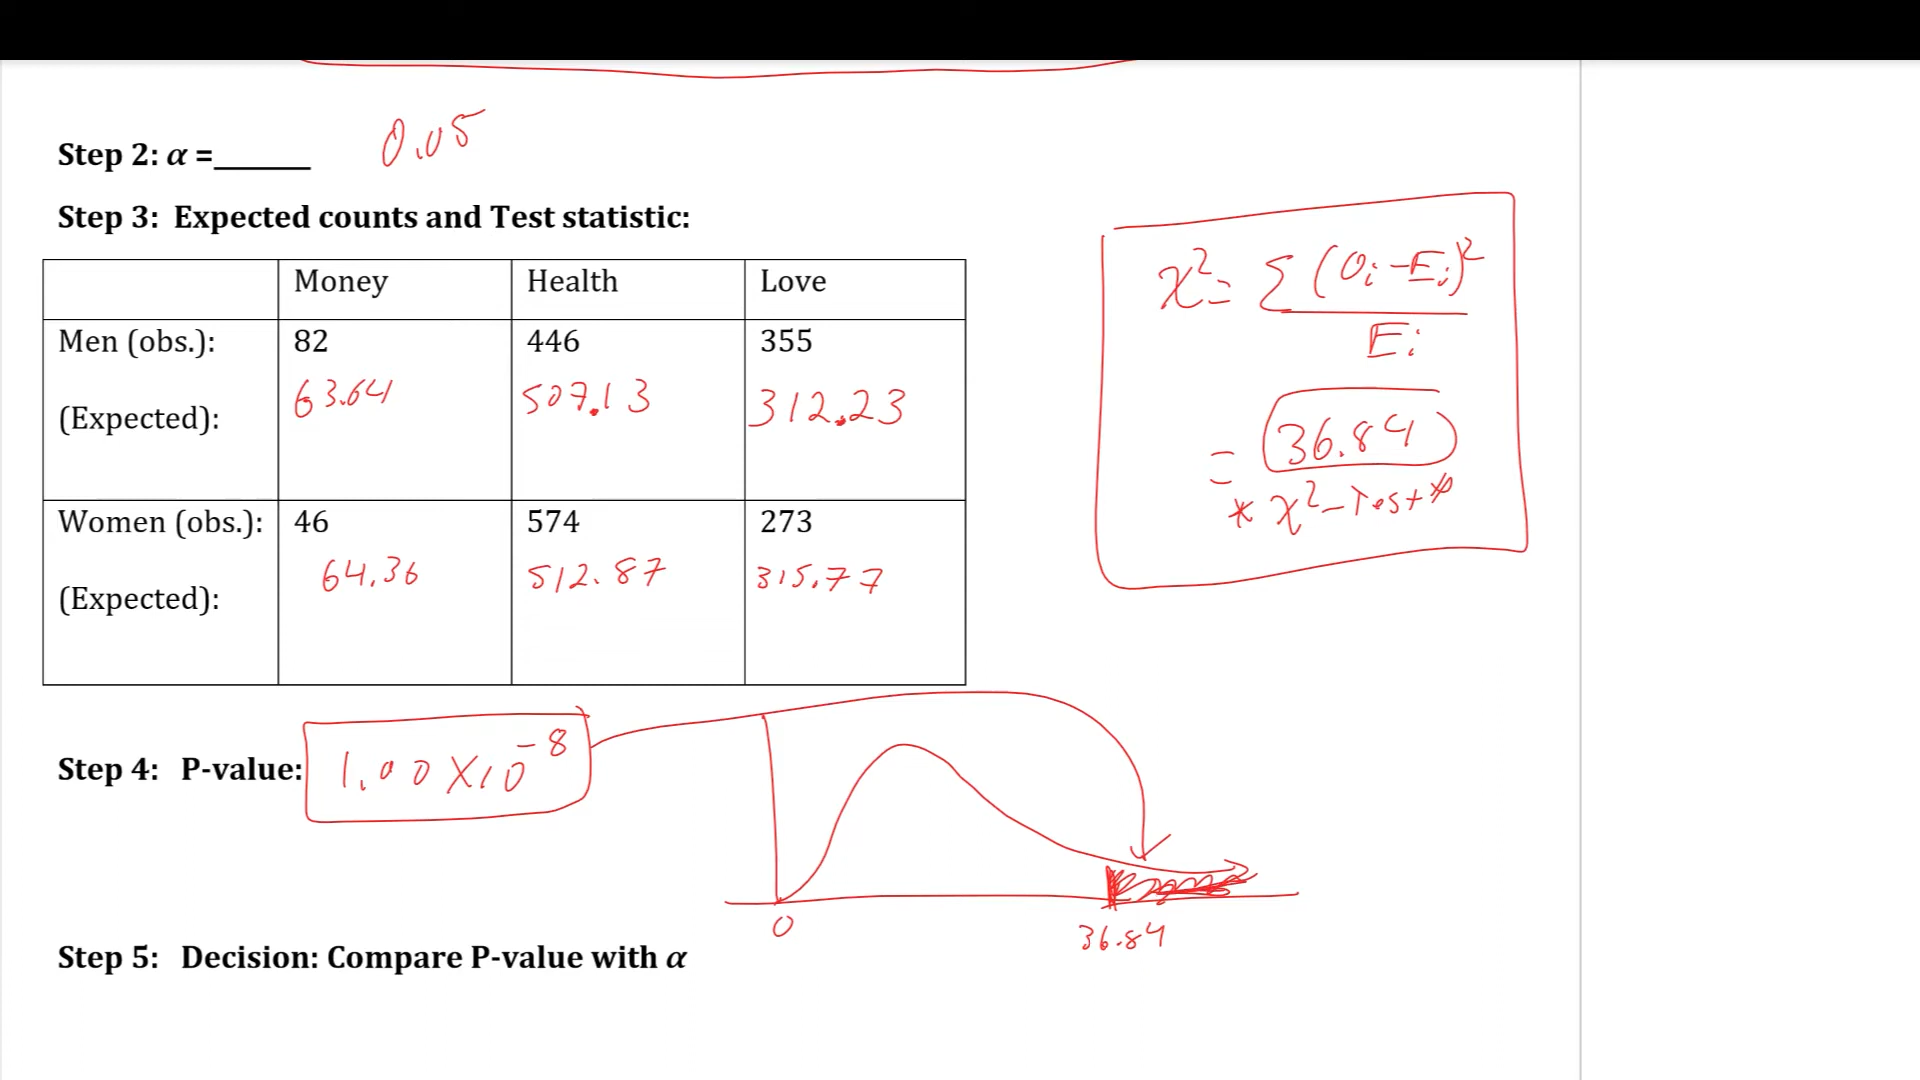 Step 2: α =______ 0.05
Step 3: Expected counts and Test statistic:
Money Health Love
Men (obs.): 82 446 355
(Expected): 63.64 507.13 312.23
Women (obs.): 46 574 273
(Expected): 64.36 512.87 315.77
χ² = Σ (Oi - Ei)²
Ei
= 36.84
* χ²-Test *
Step 4: P-value: 1.00 X10⁻⁸
0 36.84
Step 5: Decision: Compare P-value with α